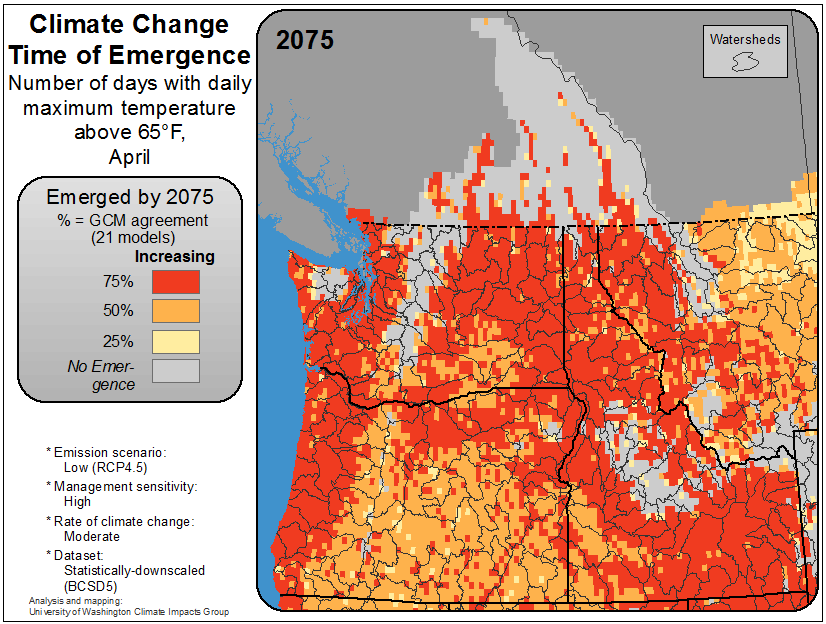 Climate Change
Time of Emergence
Number of days with daily
maximum temperature
above 65°F,
April
Emerged by 2075
% = GCM agreement
(21 models)
Increasing
75%
50%
25%
No Emer-
gence
* Emission scenario:
Low (RCP4.5)
* Management sensitivity:
High
* Rate of climate change:
Moderate
* Dataset:
Statistically-downscaled
(BCSD5)
Analysis and mapping:
University of Washington Climate Impacts Group
2075
Watersheds